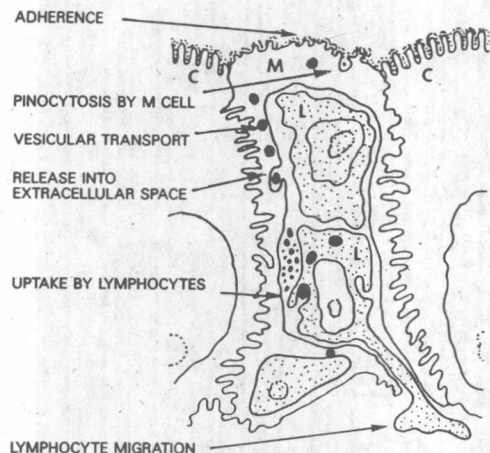 ADHERENCE
M
C
C
PINOCYTOSIS BY M CELL
L
VESICULAR TRANSPORT
RELEASE INTO
EXTRACELLULAR SPACE
L
UPTAKE BY LYMPHOCYTES
LYMPHOCYTE MIGRATION